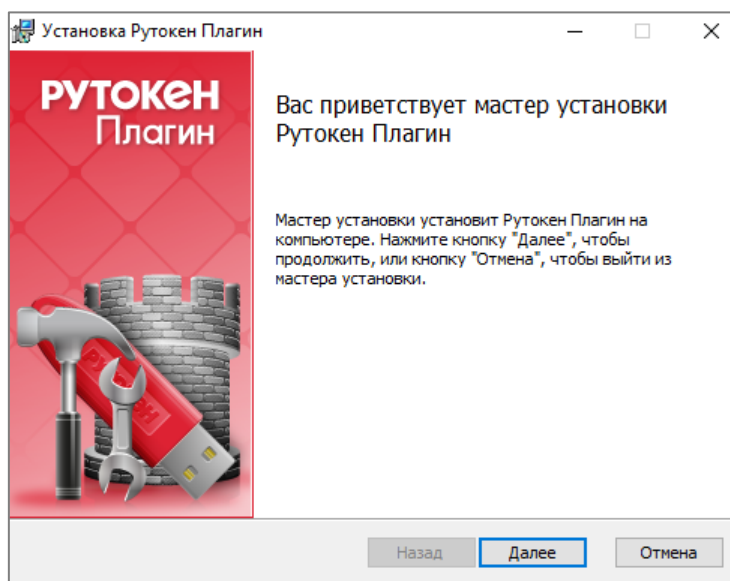 Установка Рутокен Плагин
РУТОКЕН
Плагин
Вас приветствует мастер установки
Рутокен Плагин
Мастер установки установит Рутокен Плагин на
компьютере. Нажмите кнопку "Далее", чтобы
продолжить, или кнопку "Отмена", чтобы выйти из
мастера установки.
РУТОКЕН
Назад Далее Отмена